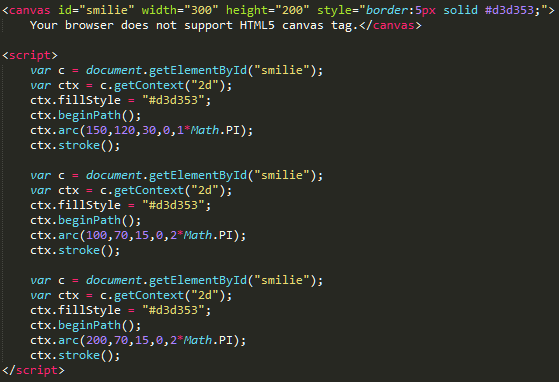 <canvas id="smilie" width="300" height="200" style="border:5px solid #d3d353;">
Your browser does not support HTML5 canvas tag.</canvas>
<script>
var c = document.getElementById("smilie");
var ctx = c.getContext("2d");
ctx.fillStyle = "#d3d353";
ctx.beginPath();
ctx.arc(150,120,30,0,1*Math.PI);
ctx.stroke();
var c = document.getElementById("smilie");
var ctx = c.getContext("2d");
ctx.fillStyle = "#d3d353";
ctx.beginPath();
ctx.arc(100,70,15,0,2*Math.PI);
ctx.stroke();
var c = document.getElementById("smilie");
var ctx = c.getContext("2d");
ctx.fillStyle = "#d3d353";
ctx.beginPath();
ctx.arc(200,70,15,0,2*Math.PI);
ctx.stroke();
</script>